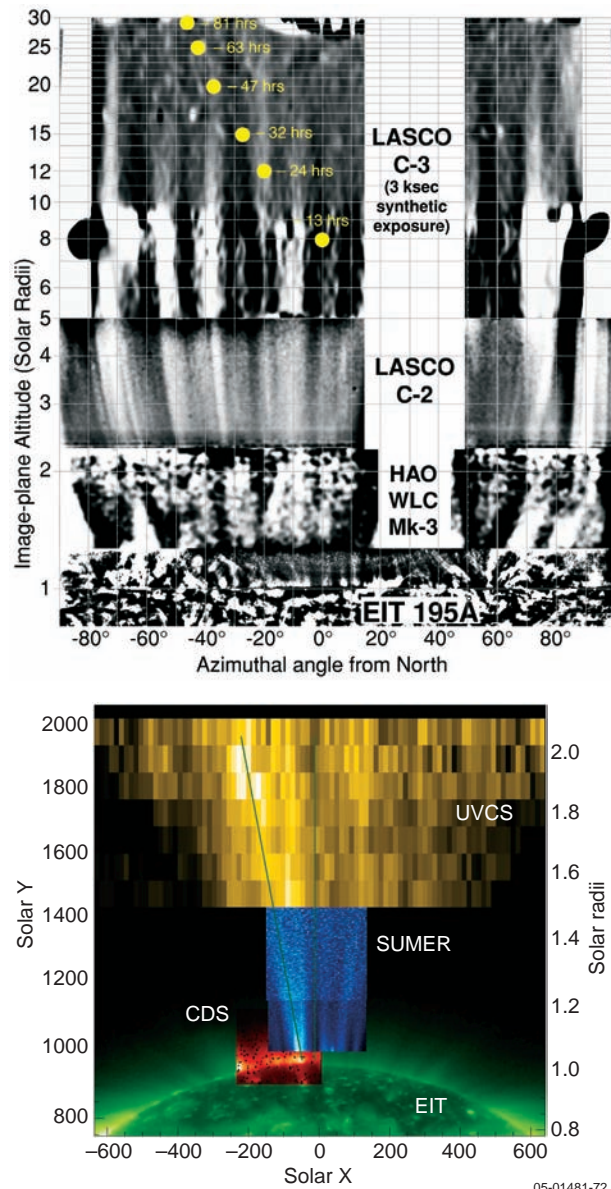 30
25
20
15
12
10
8
6
5
4
3
2
1
Image-plane Altitude (Solar Radii)
– 81 hrs
– 63 hrs
– 47 hrs
– 32 hrs
– 24 hrs
– 13 hrs
LASCO
C-3
(3 ksec
synthetic
exposure)
LASCO
C-2
HAO
WLC
Mk-3
EIT 195A
-80° -60° -40° -20° 0° 20° 40° 60° 80°
Azimuthal angle from North
2000
1800
1600
1400
1200
1000
800
Solar Y
UVCS
SUMER
CDS
EIT
2.0
1.8
1.6
1.4
1.2
1.0
0.8
Solar radii
–600 –400 –200 0 200 400 600
Solar X
05-01481-72